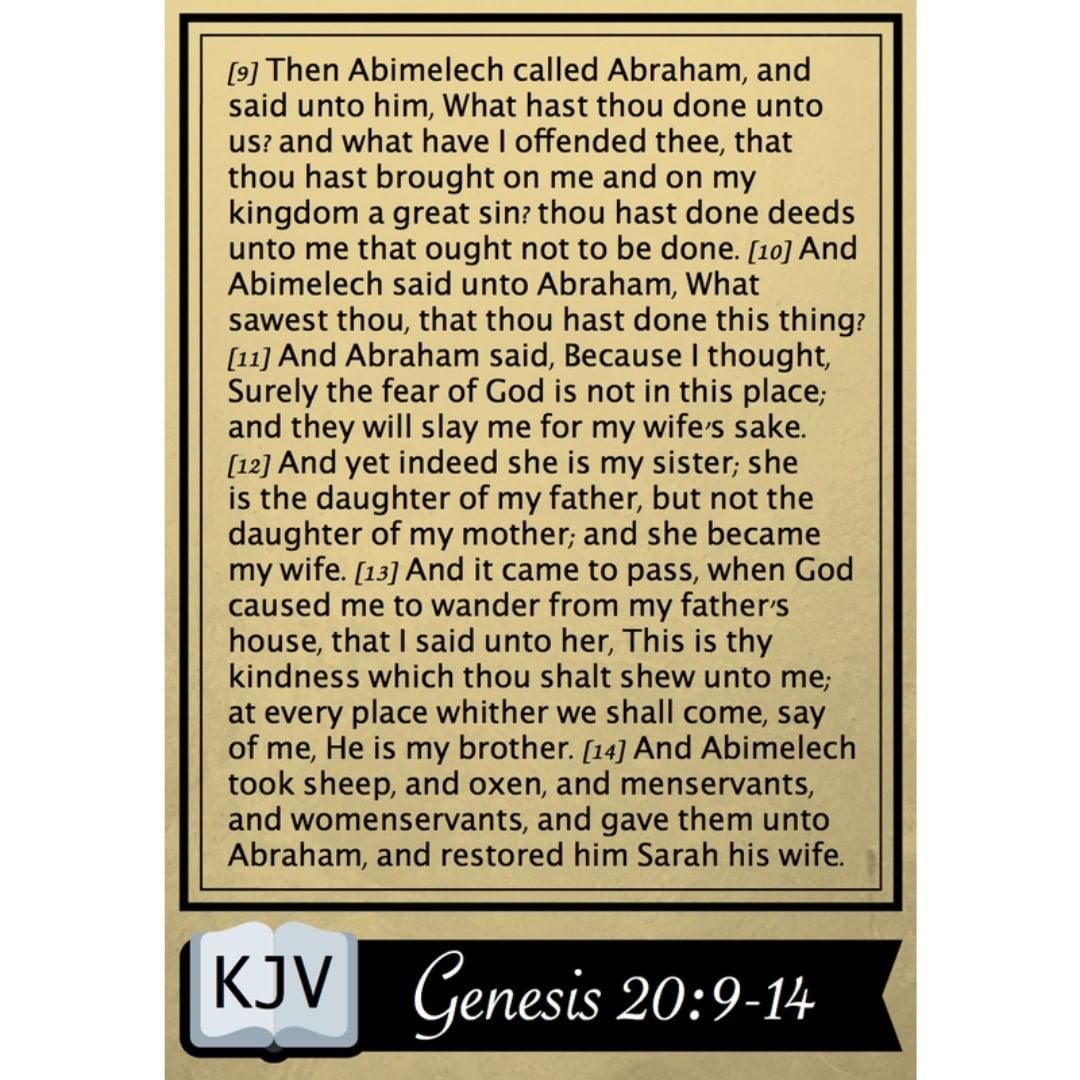 [9] Then Abimelech called Abraham, and
said unto him, What hast thou done unto
us? and what have I offended thee, that
thou hast brought on me and on my
kingdom a great sin? thou hast done deeds
unto me that ought not to be done. [10] And
Abimelech said unto Abraham, What
sawest thou, that thou hast done this thing?
[11] And Abraham said, Because I thought,
Surely the fear of God is not in this place;
and they will slay me for my wife's sake.
[12] And yet indeed she is my sister; she
is the daughter of my father, but not the
daughter of my mother; and she became
my wife. [13] And it came to pass, when God
caused me to wander from my father's
house, that I said unto her, This is thy
kindness which thou shalt shew unto me;
at every place whither we shall come, say
of me, He is my brother. [14] And Abimelech
took sheep, and oxen, and menservants,
and womenservants, and gave them unto
Abraham, and restored him Sarah his wife.
KJV
Genesis 20:9-14